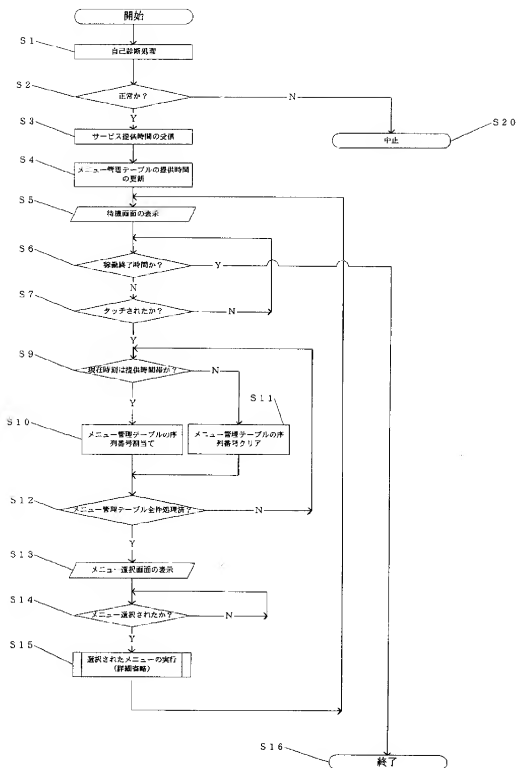 開始
S1
自己診断処理
S2
正常か?
N
Y
S20
中止
S3
サービス提供時間の受信
S4
メニュー管理テーブルの提供時間
の更新
S5
待機画面の表示
S6
稼働終了時間か?
Y
N
S7
タッチされたか?
N
Y
S9
現在時刻は提供時間帯か?
N
Y
S10
メニュー管理テーブルの序
列番号割当て
S11
メニュー管理テーブルの序
列番号クリア
S12
メニュー管理テーブル全件処理済?
N
Y
S13
メニュー選択画面の表示
S14
メニュー選択されたか?
N
Y
S15
選択されたメニューの実行
(詳細省略)
S16
終了